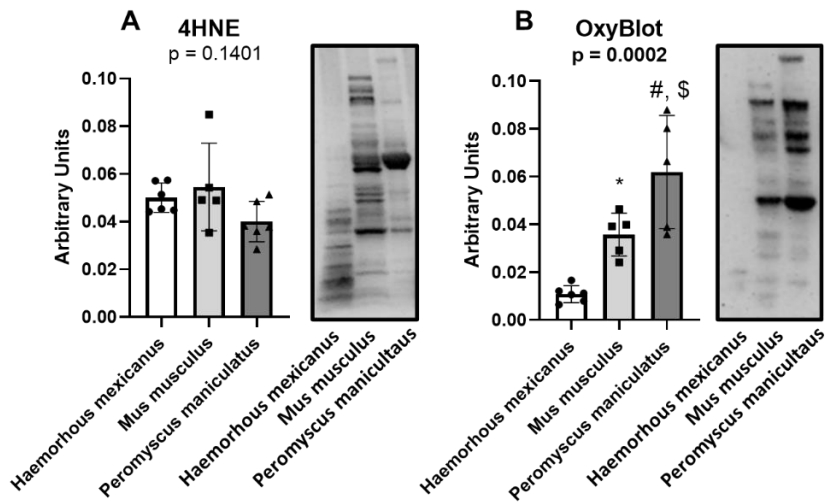 A
4HNE
p = 0.1401
Arbitrary Units
0.10
0.08
0.06
0.04
0.02
0.00
Haemorhous mexicanus
Mus musculus
Peromyscus maniculatus
Haemorhous mexicanus
Mus musculus
Peromyscus manicultaus
B
OxyBlot
p = 0.0002
Arbitrary Units
0.10
0.08
0.06
0.04
0.02
0.00
*
#, $
Haemorhous mexicanus
Mus musculus
Peromyscus maniculatus
Haemorhous mexicanus
Mus musculus
Peromyscus manicultaus